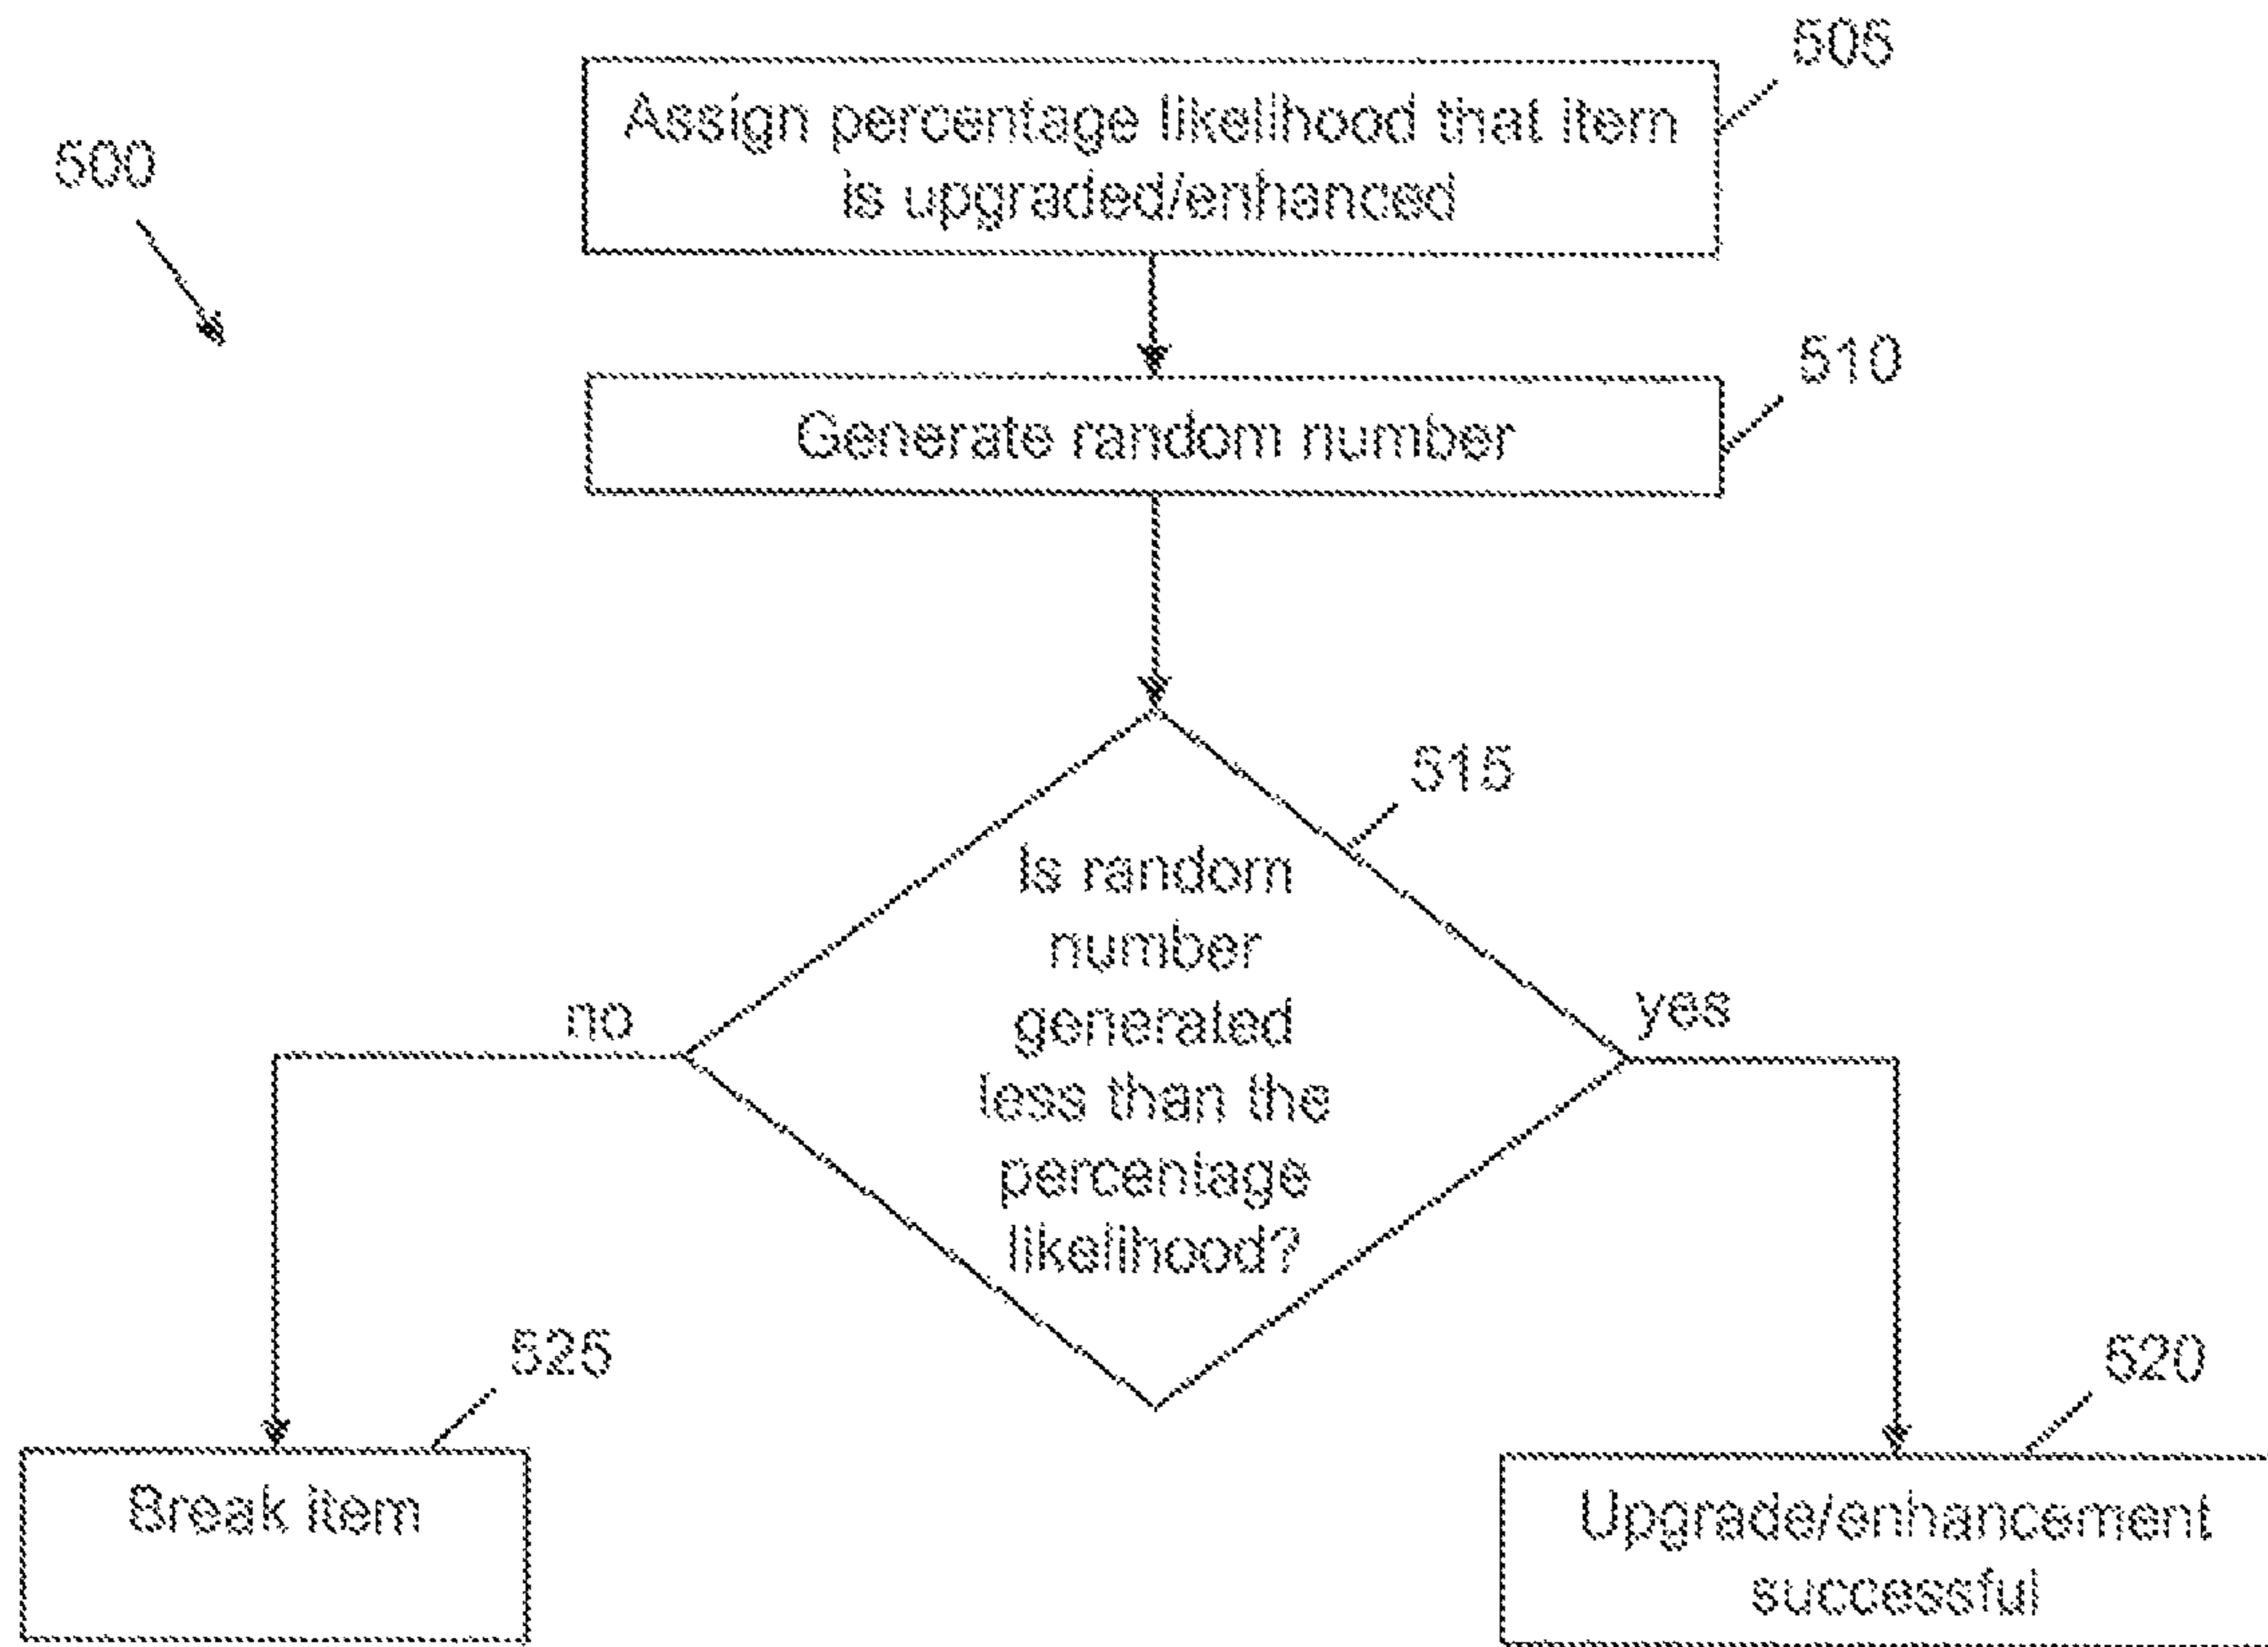 505
Assign percentage likelihood that item
is upgraded/enhanced
500
510
Generate random number
515
Is random
number
generated
less than the
percentage
likelihood?
no
yes
525
520
Break item
Upgrade/enhancement
successful